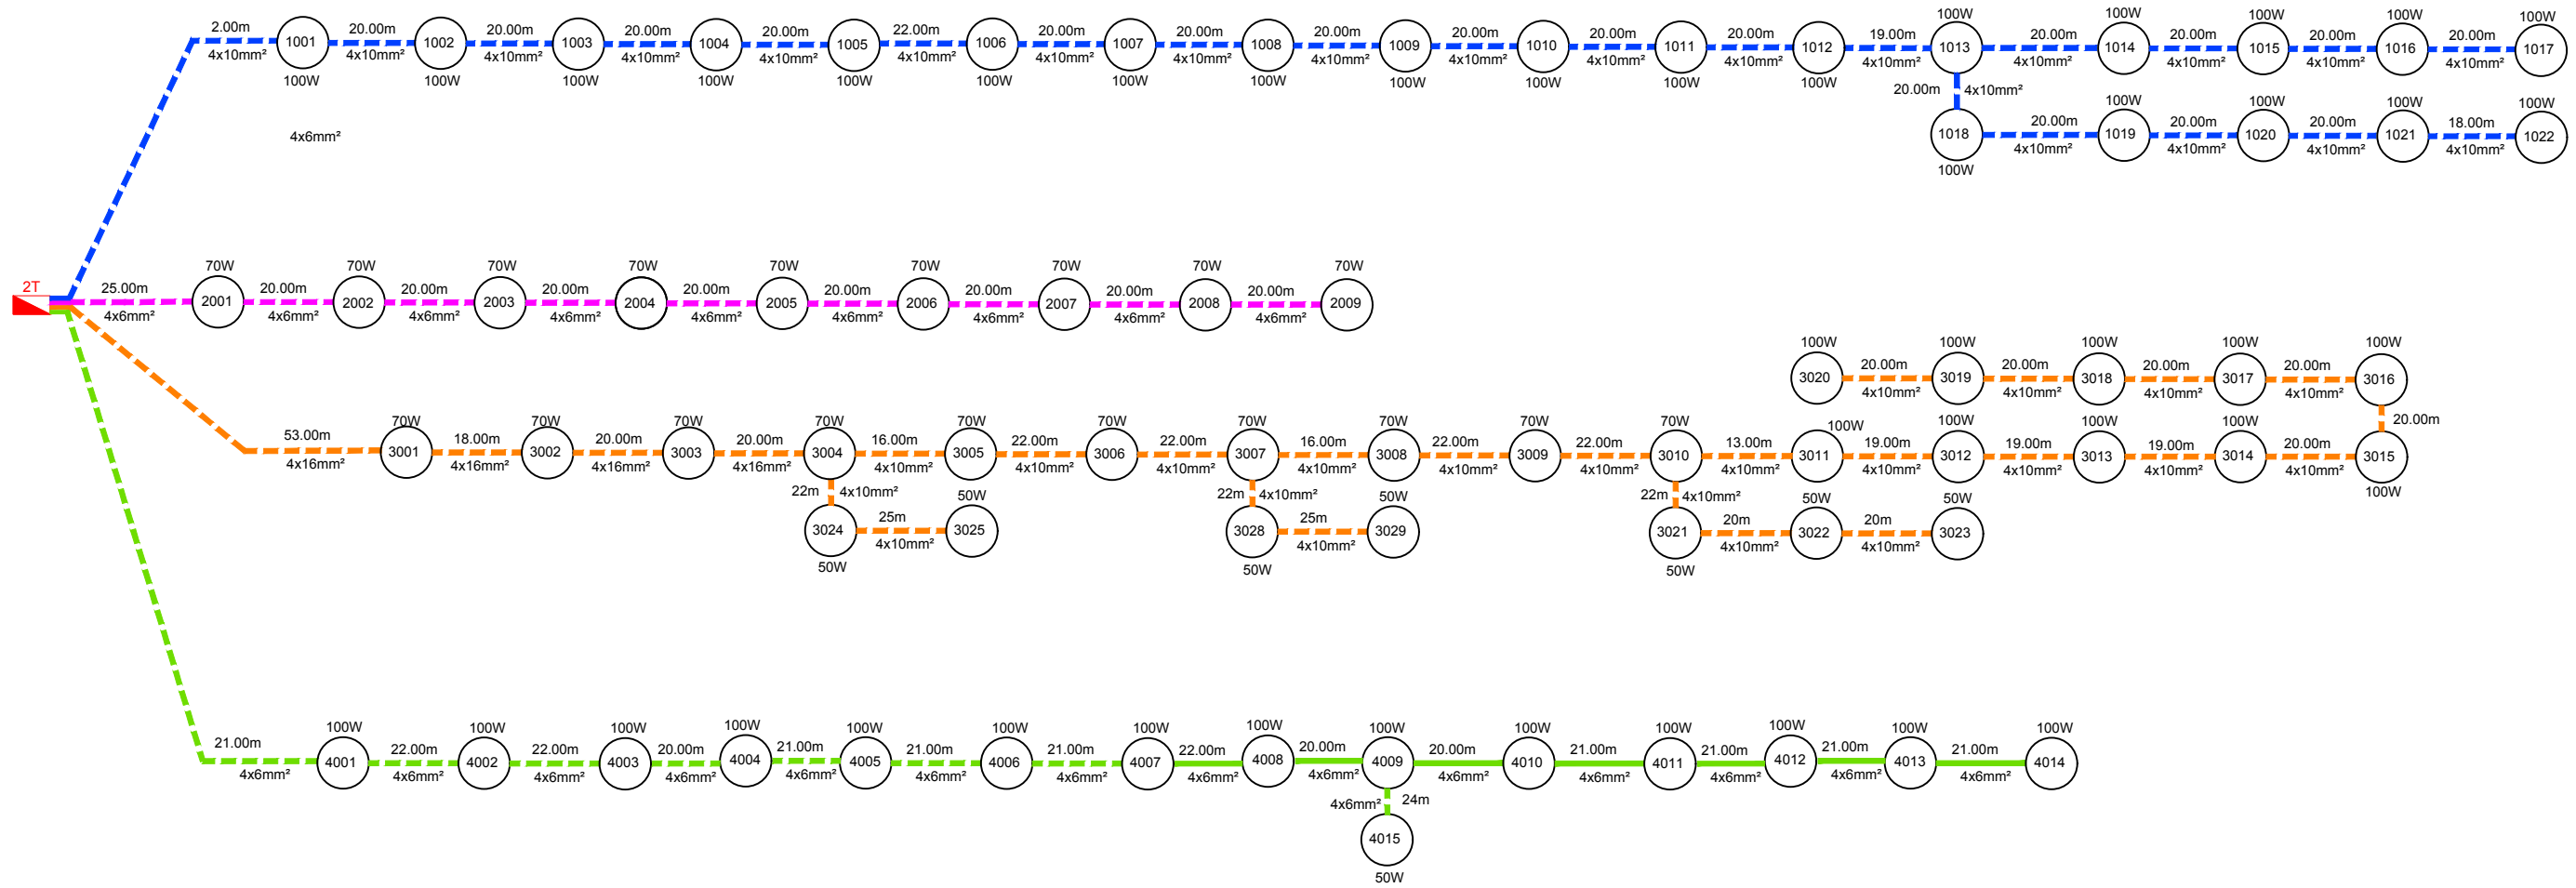 100W 100W 100W 100W 100W
2.00m 20.00m 20.00m 20.00m 20.00m 22.00m 20.00m 20.00m 20.00m 20.00m 20.00m 20.00m 19.00m 20.00m 20.00m 20.00m 20.00m
1001 1002 1003 1004 1005 1006 1007 1008 1009 1010 1011 1012 1013 1014 1015 1016 1017
4x10mm² 4x10mm² 4x10mm² 4x10mm² 4x10mm² 4x10mm² 4x10mm² 4x10mm² 4x10mm² 4x10mm² 4x10mm² 4x10mm² 4x10mm² 4x10mm² 4x10mm² 4x10mm² 4x10mm²
100W 100W 100W 100W 100W 100W 100W 100W 100W 100W 100W 100W
20.00m 4x10mm²
100W 100W 100W 100W
20.00m 20.00m 20.00m 18.00m
4x6mm²
1018 1019 1020 1021 1022
4x10mm² 4x10mm² 4x10mm² 4x10mm²
100W
70W 70W 70W 70W 70W 70W 70W 70W 70W
2T 25.00m 20.00m 20.00m 20.00m 20.00m 20.00m 20.00m 20.00m 20.00m
2001 2002 2003 2004 2005 2006 2007 2008 2009
4x6mm² 4x6mm² 4x6mm² 4x6mm² 4x6mm² 4x6mm² 4x6mm² 4x6mm² 4x6mm²
100W 100W 100W 100W 100W
20.00m 20.00m 20.00m 20.00m
3020 3019 3018 3017 3016
4x10mm² 4x10mm² 4x10mm² 4x10mm²
20.00m
70W 70W 70W 70W 70W 70W 70W 70W 70W 70W 100W 100W 100W 100W
53.00m 18.00m 20.00m 20.00m 16.00m 22.00m 22.00m 16.00m 22.00m 22.00m 13.00m 19.00m 19.00m 19.00m 20.00m
3001 3002 3003 3004 3005 3006 3007 3008 3009 3010 3011 3012 3013 3014 3015
4x16mm² 4x16mm² 4x16mm² 4x16mm² 4x10mm² 4x10mm² 4x10mm² 4x10mm² 4x10mm² 4x10mm² 4x10mm² 4x10mm² 4x10mm² 4x10mm² 4x10mm²
100W
22m 4x10mm² 50W 22m 4x10mm² 50W 22m 4x10mm² 50W 50W
25m 25m 20m 20m
3024 3025 3028 3029 3021 3022 3023
4x10mm² 4x10mm² 4x10mm² 4x10mm²
50W 50W 50W
100W 100W 100W 100W 100W 100W 100W 100W 100W 100W 100W 100W 100W 100W
21.00m 22.00m 22.00m 20.00m 21.00m 21.00m 21.00m 22.00m 20.00m 20.00m 21.00m 21.00m 21.00m 21.00m
4001 4002 4003 4004 4005 4006 4007 4008 4009 4010 4011 4012 4013 4014
4x6mm² 4x6mm² 4x6mm² 4x6mm² 4x6mm² 4x6mm² 4x6mm² 4x6mm² 4x6mm² 4x6mm² 4x6mm² 4x6mm² 4x6mm² 4x6mm²
4x6mm² 24m
4015
50W